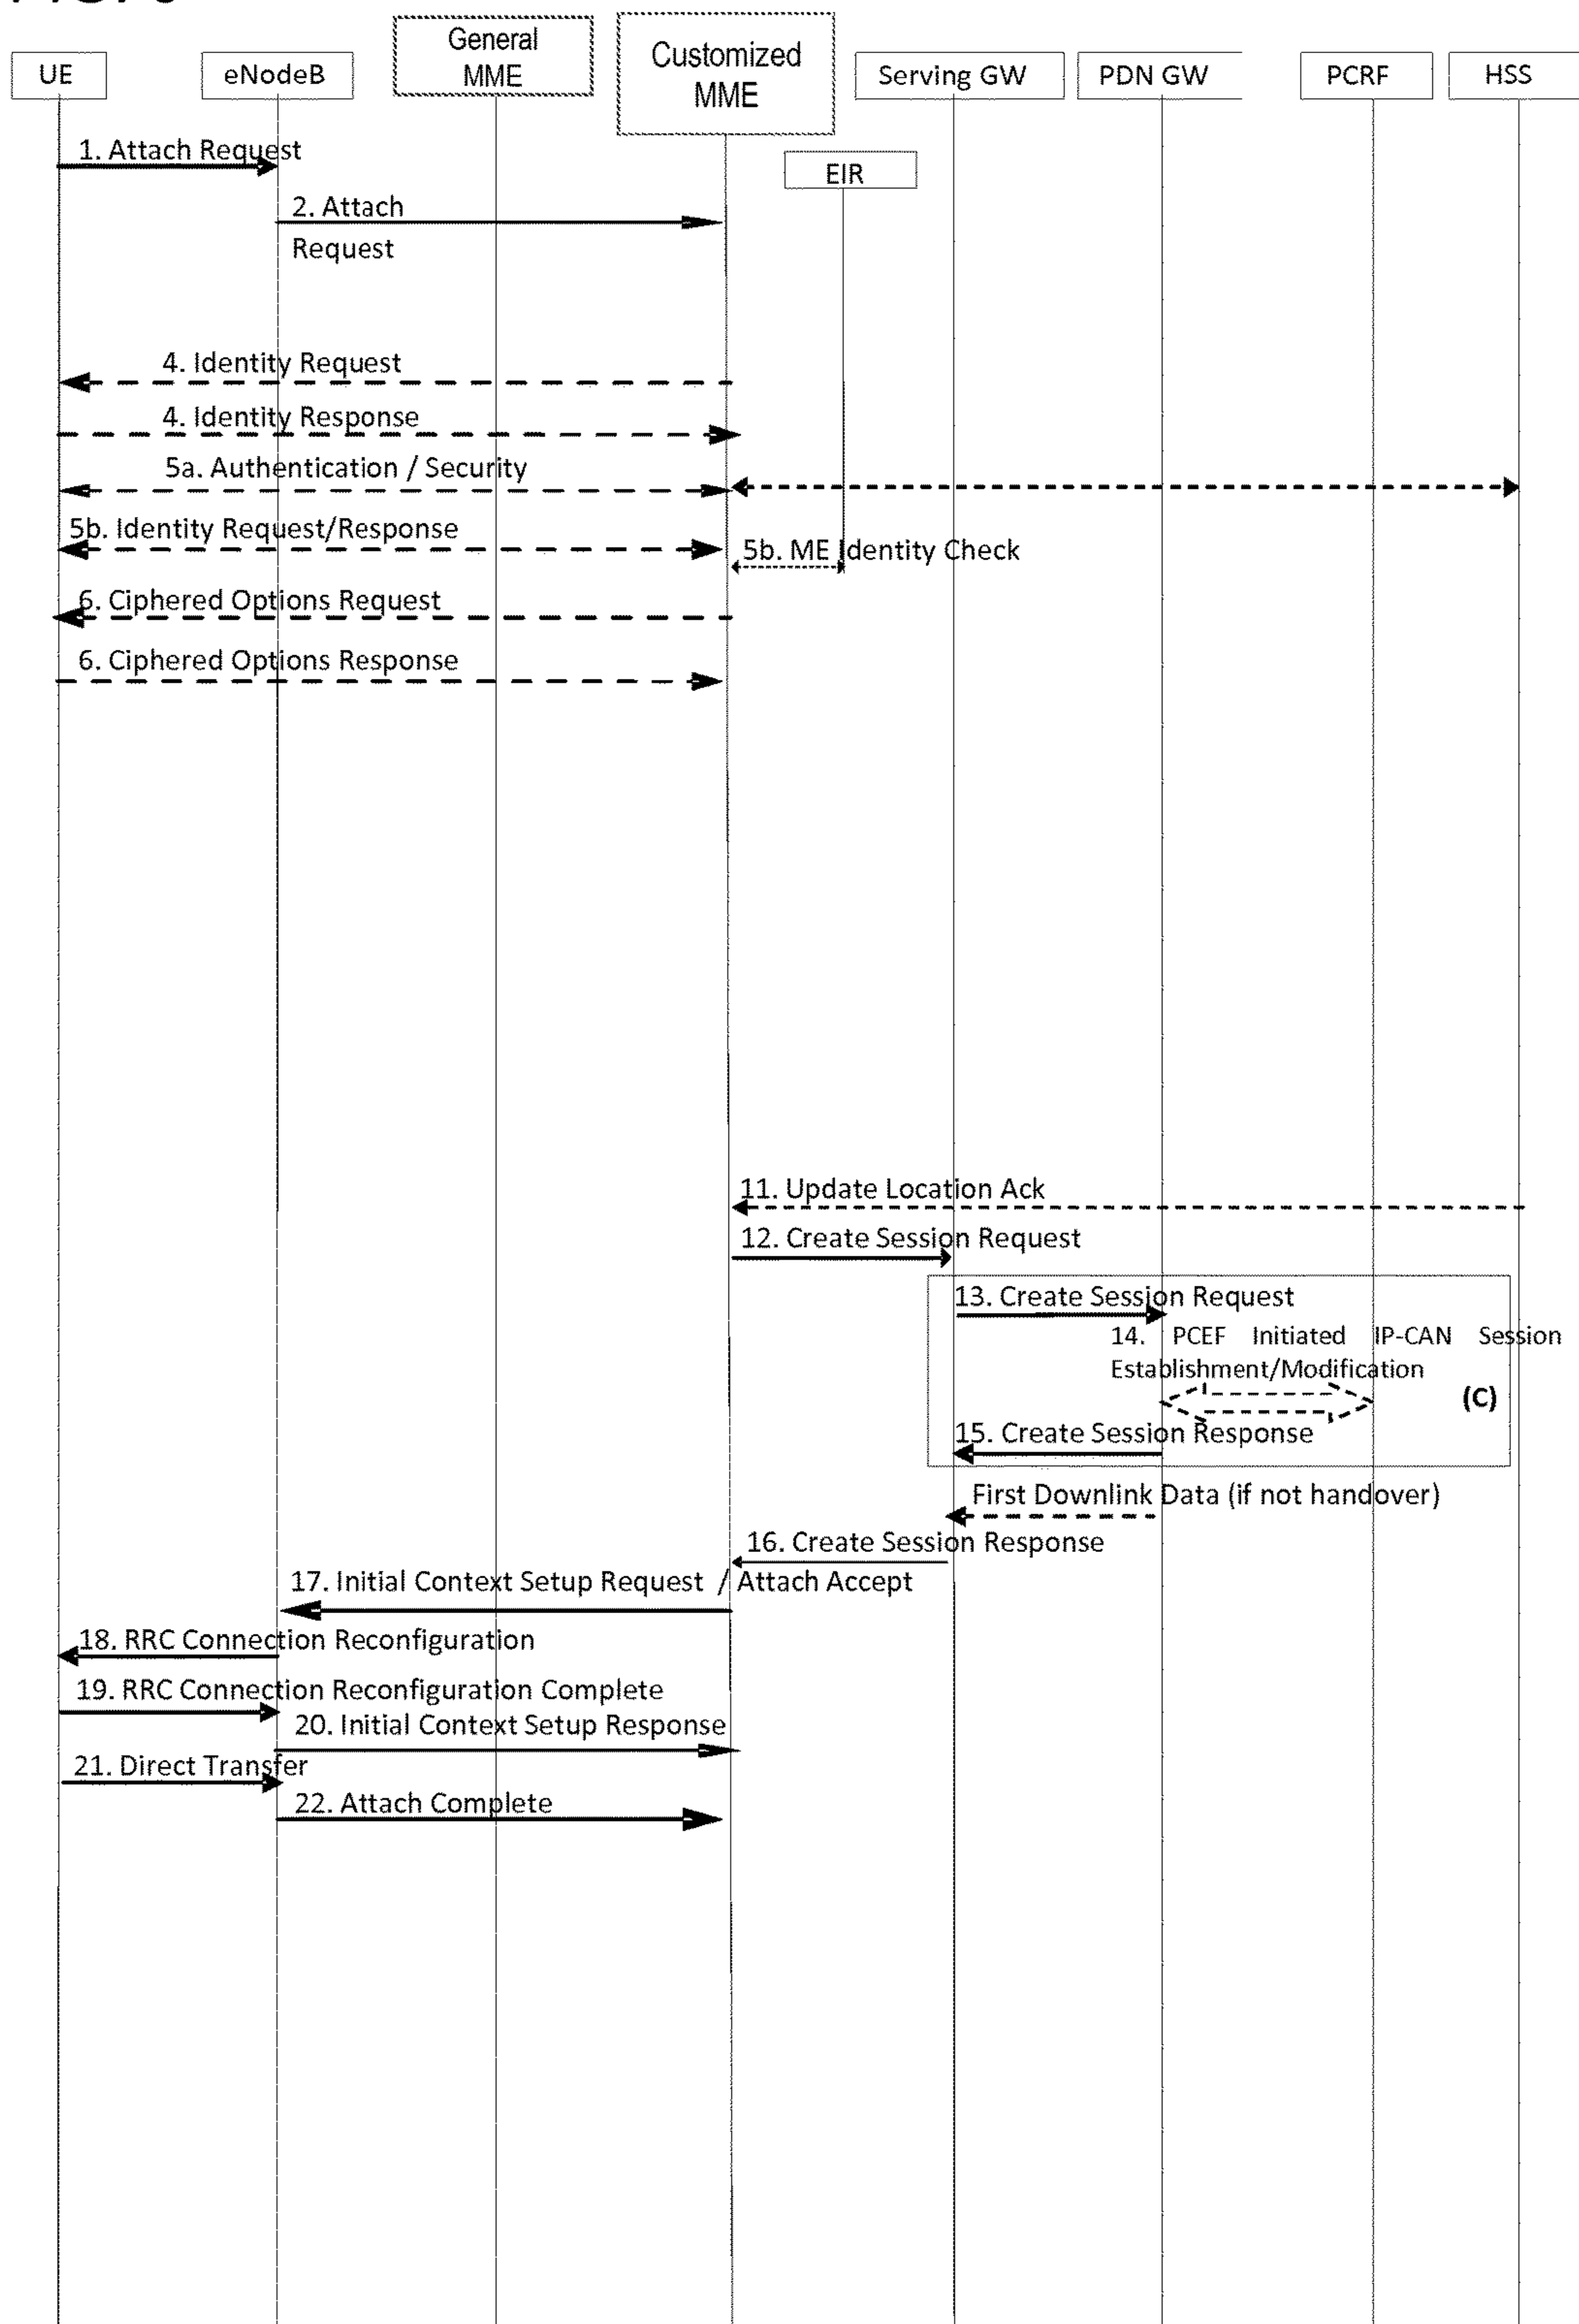 UE
eNodeB
General
MME
Customized
MME
Serving GW
PDN GW
PCRF
HSS
EIR
1. Attach Request
2. Attach
Request
4. Identity Request
4. Identity Response
5a. Authentication / Security
5b. Identity Request/Response
5b. ME Identity Check
6. Ciphered Options Request
6. Ciphered Options Response
11. Update Location Ack
12. Create Session Request
13. Create Session Request
14. PCEF Initiated IP-CAN Session
Establishment/Modification
(C)
15. Create Session Response
First Downlink Data (if not handover)
16. Create Session Response
17. Initial Context Setup Request / Attach Accept
18. RRC Connection Reconfiguration
19. RRC Connection Reconfiguration Complete
20. Initial Context Setup Response
21. Direct Transfer
22. Attach Complete